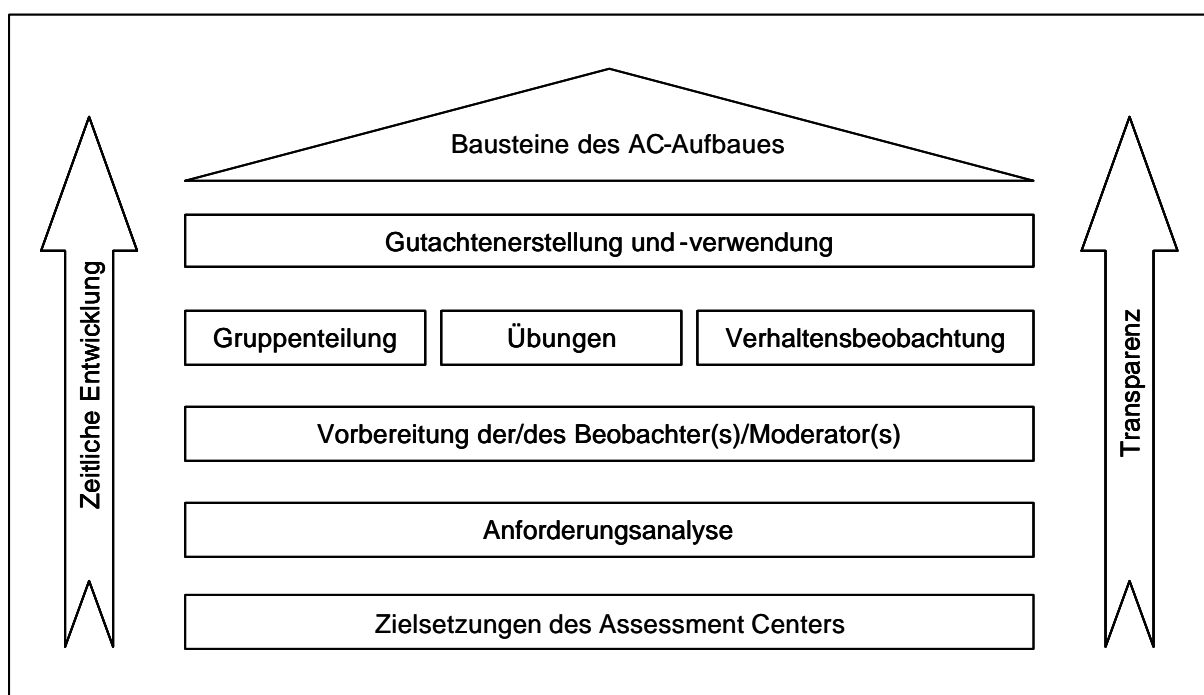 Bausteine des AC-Aufbaues
Gutachtenerstellung und -verwendung
Gruppenteilung
Übungen
Verhaltensbeobachtung
Vorbereitung der/des Beobachter(s)/Moderator(s)
Anforderungsanalyse
Zielsetzungen des Assessment Centers
Zeitliche Entwicklung
Transparenz